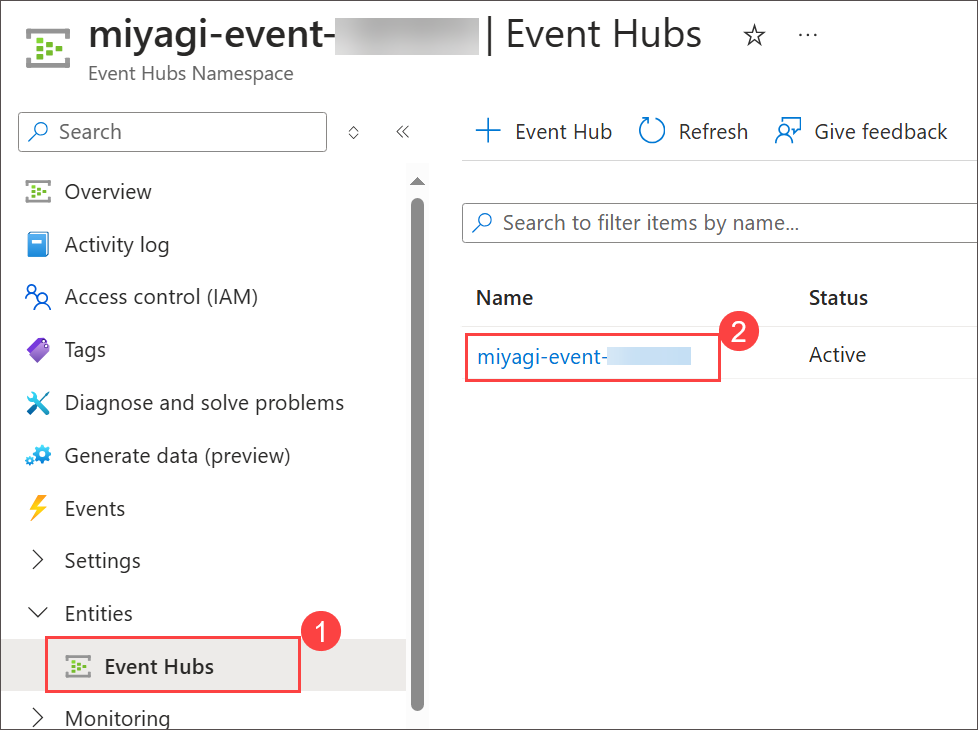 miyagi-event- | Event Hubs
Event Hubs Namespace
Search
Event Hub
Refresh
Give feedback
Overview
Activity log
Access control (IAM)
Tags
Diagnose and solve problems
Generate data (preview)
Events
Settings
Entities
1
Event Hubs
Monitoring
Search to filter items by name...
Name Status
2
miyagi-event- Active